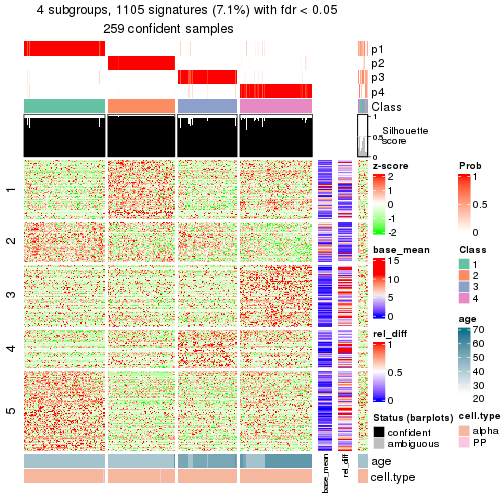 4 subgroups, 1105 signatures (7.1%) with fdr < 0.05
259 confident samples
p1
p2
p3
p4
Class
1
0.5
0
Silhouette
score
1
2
3
4
5
base_mean
rel_diff
age
cell.type
z-score
2
1
0
-1
-2
base_mean
15
10
5
0
rel_diff
1
0.5
0
Status (barplots)
confident
ambiguous
Prob
1
0.5
0
Class
1
2
3
4
age
70
60
50
40
30
20
cell.type
alpha
PP